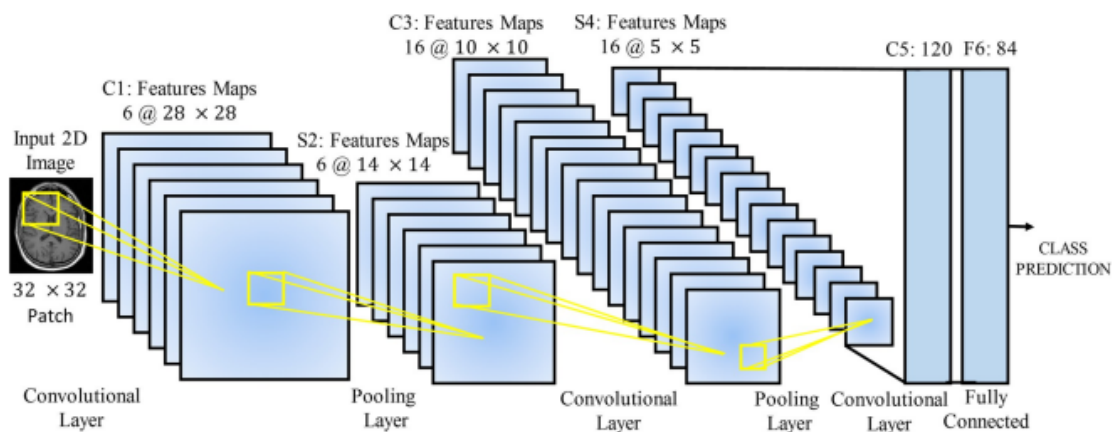 Input 2D
Image
32 × 32
Patch
C1: Features Maps
6 @ 28 × 28
S2: Features Maps
6 @ 14 × 14
C3: Features Maps
16 @ 10 × 10
S4: Features Maps
16 @ 5 × 5
C5: 120
F6: 84
CLASS
PREDICTION
Convolutional
Layer
Pooling
Layer
Convolutional
Layer
Pooling
Layer
Convolutional
Layer
Fully
Connected